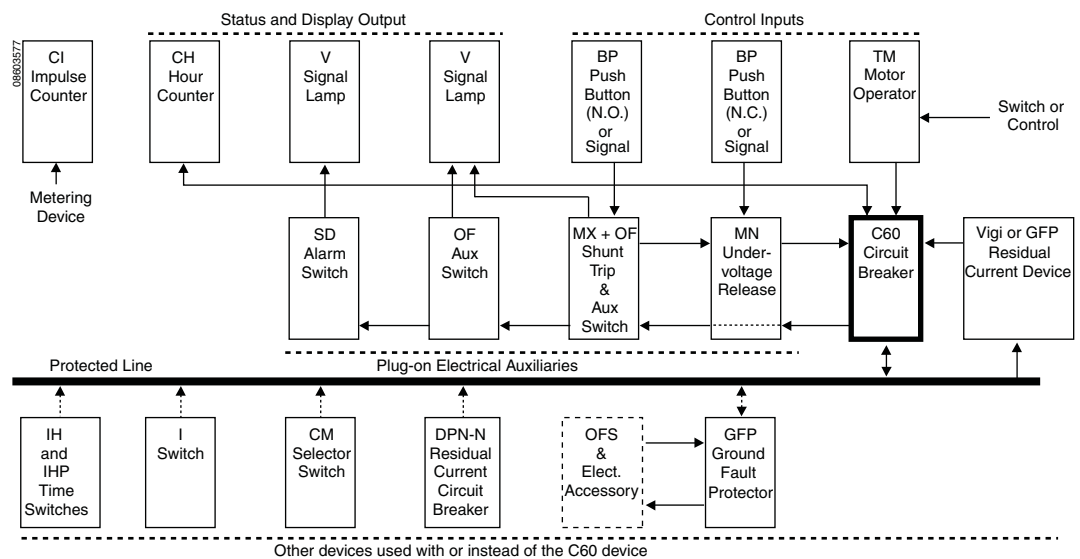 Status and Display Output
Control Inputs
08603577
CI
Impulse
Counter
CH
Hour
Counter
V
Signal
Lamp
V
Signal
Lamp
BP
Push
Button
(N.O.)
or
Signal
BP
Push
Button
(N.C.) or
Signal
TM
Motor
Operator
Switch or
Control
Metering
Device
SD
Alarm
Switch
OF
Aux
Switch
MX + OF
Shunt
Trip
&
Aux
Switch
MN
Under-
voltage
Release
C60
Circuit
Breaker
Vigi or GFP
Residual
Current Device
Protected Line
Plug-on Electrical Auxiliaries
IH
and
IHP
Time
Switches
I
Switch
CM
Selector
Switch
DPN-N
Residual
Current
Circuit
Breaker
OFS
&
Elect.
Accessory
GFP
Ground
Fault
Protector
Other devices used with or instead of the C60 device